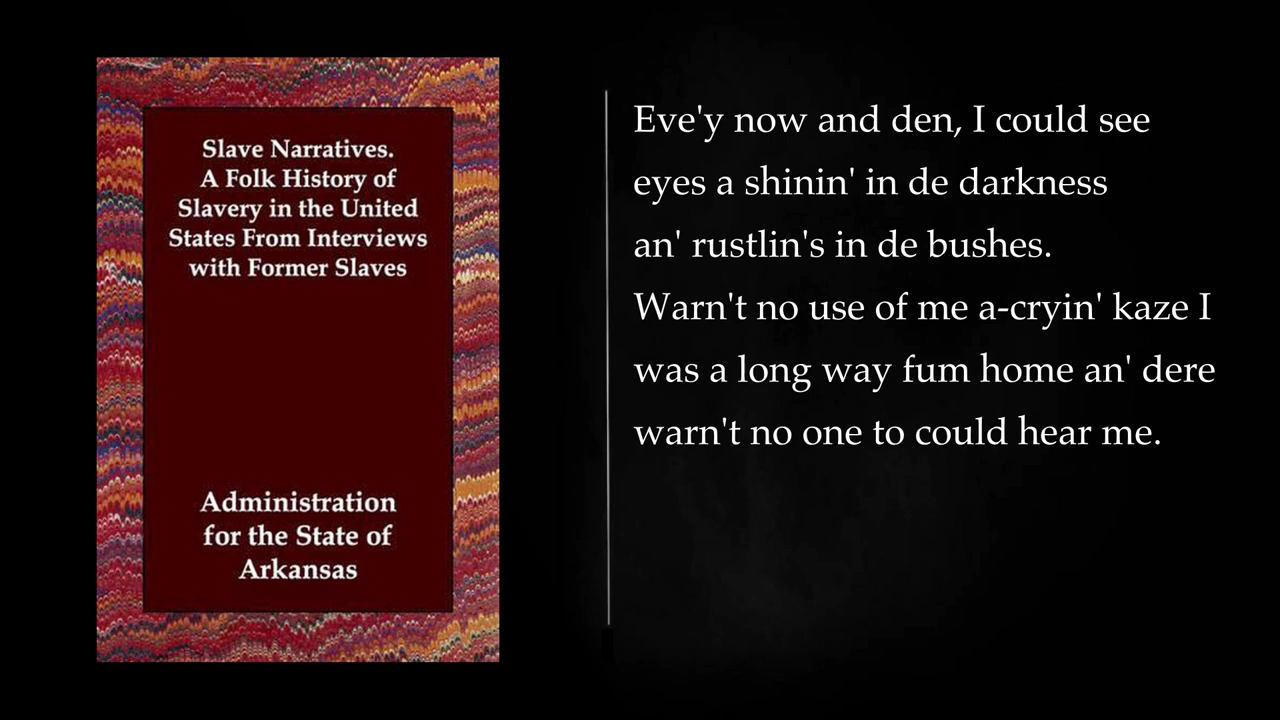 Slave Narratives.
A Folk History of
Slavery in the United
States From Interviews
with Former Slaves
Administration
for the State of
Arkansas
Eve'y now and den, I could see
eyes a shinin' in de darkness
an' rustlin's in de bushes.
Warn't no use of me a-cryin' kaze I
was a long way fum home an' dere
warn't no one to could hear me.